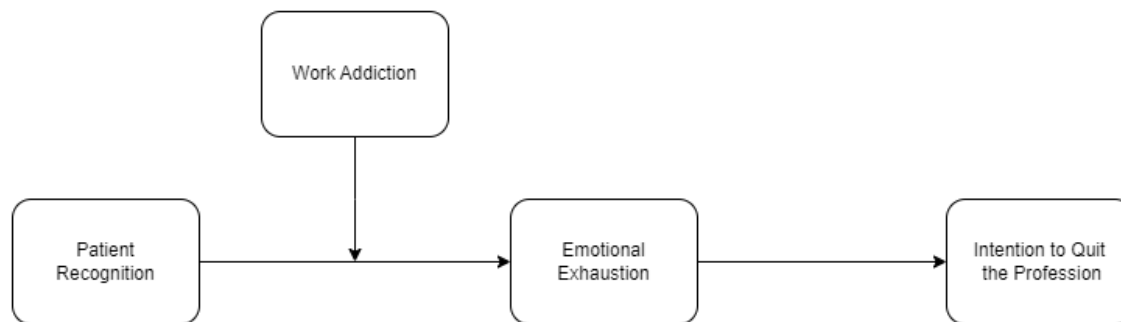 Work Addiction
Patient
Recognition
Emotional
Exhaustion
Intention to Quit
the Profession